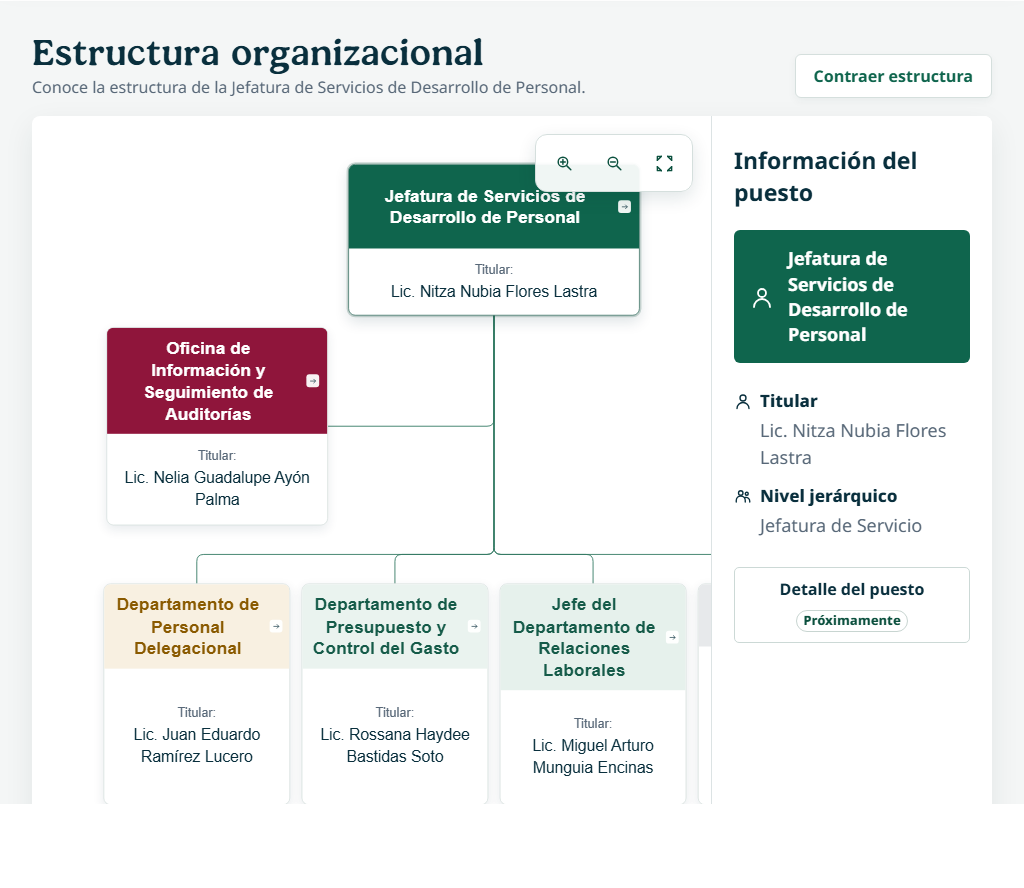 Estructura organizacional
Conoce la estructura de la Jefatura de Servicios de Desarrollo de Personal.
Contraer estructura
Jefatura de Servicios de
Desarrollo de Personal
Titular:
Lic. Nitza Nubia Flores Lastra
Oficina de
Información y
Seguimiento de
Auditorías
Titular:
Lic. Nelia Guadalupe Ayón
Palma
Departamento de
Personal
Delegacional
Titular:
Lic. Juan Eduardo
Ramírez Lucero
Departamento de
Presupuesto y
Control del Gasto
Titular:
Lic. Rossana Haydee
Bastidas Soto
Jefe del
Departamento de
Relaciones
Laborales
Titular:
Lic. Miguel Arturo
Munguia Encinas
Información del
puesto
Jefatura de
Servicios de
Desarrollo de
Personal
Titular
Lic. Nitza Nubia Flores
Lastra
Nivel jerárquico
Jefatura de Servicio
Detalle del puesto
Próximamente